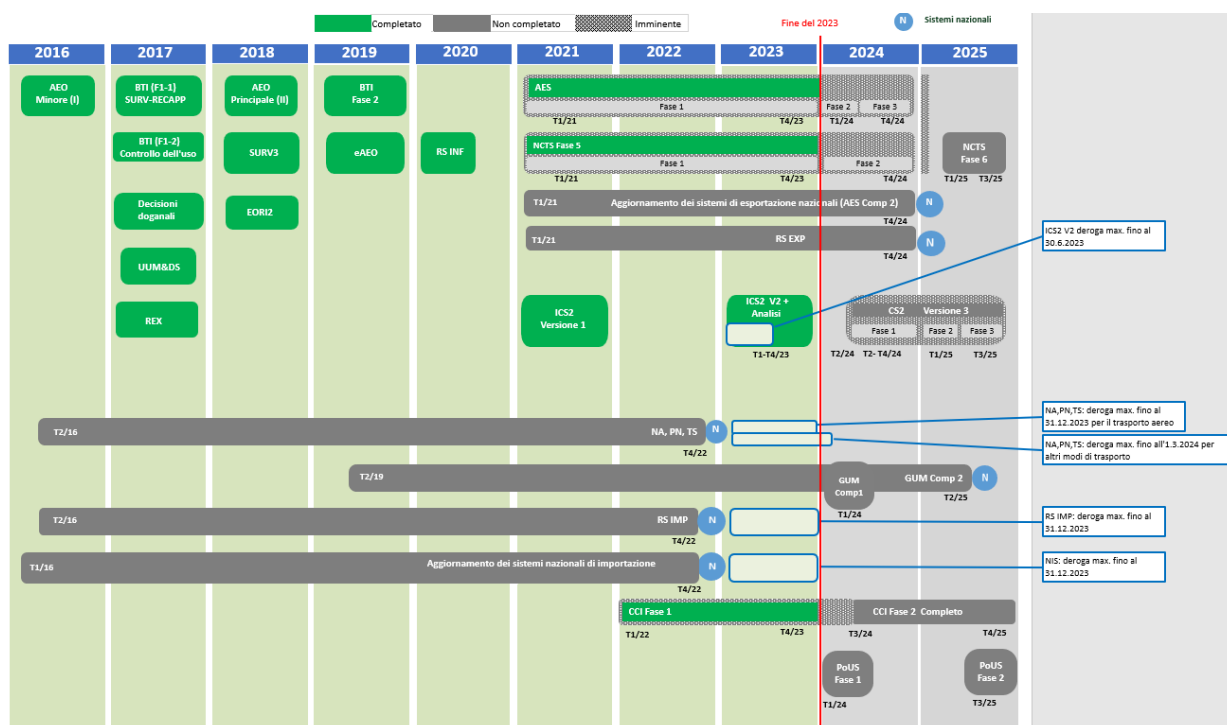 Completato
Non completato
Imminente
Fine del 2023
N
Sistemi nazionali
2016
2017
2018
2019
2020
2021
2022
2023
2024
2025
AEO
Minore (I)
BTI (F1-1)
SURV-RECAPP
AEO
Principale (II)
BTI
Fase 2
AES
Fase 1
Fase 2
Fase 3
T1/21
T4/23
T1/24
T4/24
BTI (F1-2)
Controllo dell'uso
SURV3
eAEO
RS INF
NCTS Fase 5
Fase 1
Fase 2
T1/21
T4/23
T4/24
NCTS
Fase 6
T1/25
T3/25
Decisioni
doganali
EORI2
T1/21
Aggiornamento dei sistemi di esportazione nazionali (AES Comp 2)
N
T4/24
UUM&DS
T1/21
RS EXP
N
T4/24
ICS2 V2 deroga max. fino al
30.6.2023
REX
ICS2
Versione 1
ICS2 V2 +
Analisi
T1-T4/23
CS2 Versione 3
Fase 1
Fase 2
Fase 3
T2/24
T2- T4/24
T1/25
T3/25
T2/16
NA, PN, TS
N
T4/22
NA,PN,TS: deroga max. fino al
31.12.2023 per il trasporto aereo
NA,PN,TS: deroga max. fino all'1.3.2024 per
altri modi di trasporto
T2/19
GUM
Comp1
T1/24
GUM Comp 2
N
T2/25
T2/16
RS IMP
N
T4/22
RS IMP: deroga max. fino al
31.12.2023
T1/16
Aggiornamento dei sistemi nazionali di importazione
N
T4/22
NIS: deroga max. fino al
31.12.2023
CCI Fase 1
CCI Fase 2 Completo
T1/22
T4/23
T3/24
T4/25
PoUS
Fase 1
T1/24
PoUS
Fase 2
T3/25